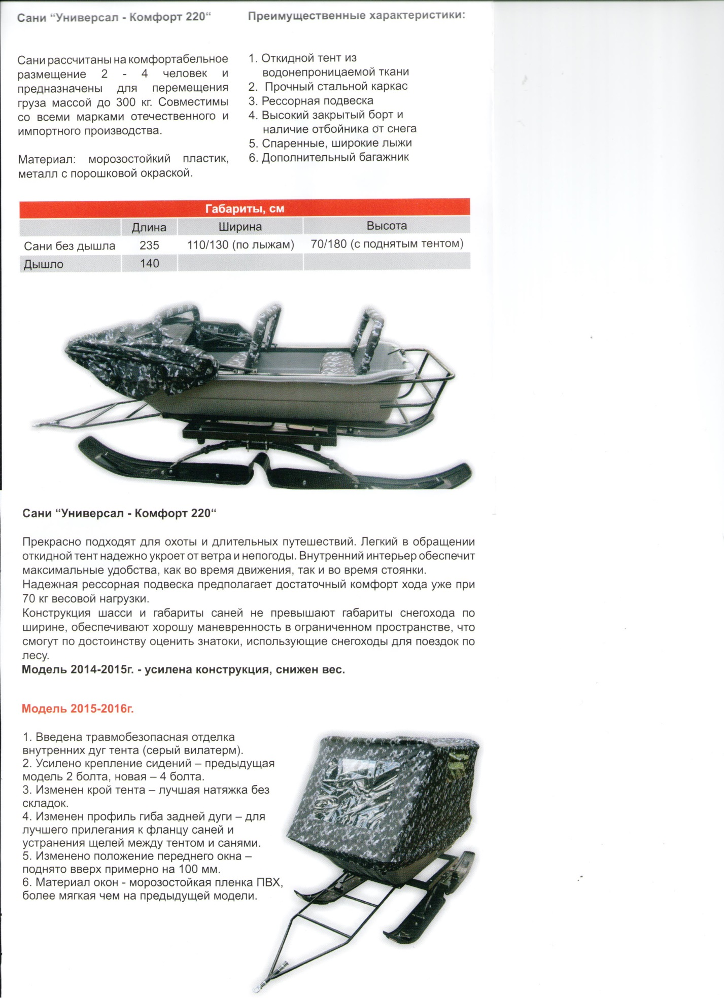 Сани “Универсал - Комфорт 220“
Сани рассчитаны на комфортабельное
размещение 2 - 4 человек и
предназначены для перемещения
груза массой до 300 кг. Совместимы
со всеми марками отечественного и
импортного производства.
Материал: морозостойкий пластик,
металл с порошковой окраской.
Преимущественные характеристики:
1. Откидной тент из
водонепроницаемой ткани
2. Прочный стальной каркас
3. Рессорная подвеска
4. Высокий закрытый борт и
наличие отбойника от снега
5. Спаренные, широкие лыжи
6. Дополнительный багажник
Габариты, см
Длина Ширина Высота
Сани без дышла 235 110/130 (по лыжам) 70/180 (с поднятым тентом)
Дышло 140
Сани “Универсал - Комфорт 220“
Прекрасно подходят для охоты и длительных путешествий. Легкий в обращении
откидной тент надежно укроет от ветра и непогоды. Внутренний интерьер обеспечит
максимальные удобства, как во время движения, так и во время стоянки.
Надежная рессорная подвеска предполагает достаточный комфорт хода уже при
70 кг весовой нагрузки.
Конструкция шасси и габариты саней не превышают габариты снегохода по
ширине, обеспечивают хорошу маневренность в ограниченном пространстве, что
смогут по достоинству оценить знатоки, использующие снегоходы для поездок по
лесу.
Модель 2014-2015г. - усилена конструкция, снижен вес.
Модель 2015-2016г.
1. Введена травмобезопасная отделка
внутренних дуг тента (серый вилатерм).
2. Усилено крепление сидений – предыдущая
модель 2 болта, новая – 4 болта.
3. Изменен крой тента – лучшая натяжка без
складок.
4. Изменен профиль гиба задней дуги – для
лучшего прилегания к фланцу саней и
устранения щелей между тентом и санями.
5. Изменено положение переднего окна –
поднято вверх примерно на 100 мм.
6. Материал окон - морозостойкая пленка ПВХ,
более мягкая чем на предыдущей модели.